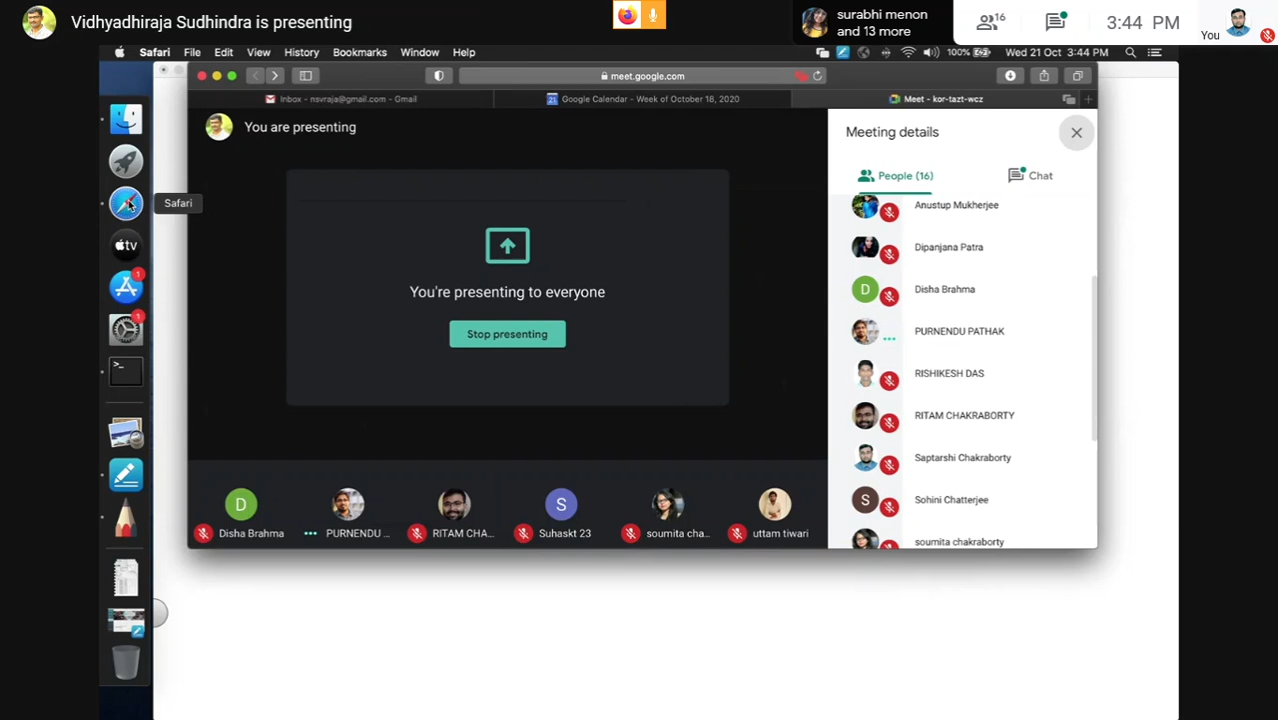 Vidhyadhiraja Sudhindra is presenting
surabhi menon
and 13 more
16
3:44 PM
You
Safari File Edit View History Bookmarks Window Help
100% Wed 21 Oct 3:44 PM
meet.google.com
Inbox - nsvraja@gmail.com - Gmail
Google Calendar - Week of October 18, 2020
Meet - kor-tazt-wcz
You are presenting
Meeting details
People (16)
Chat
Safari
tv
1
1
>_
You're presenting to everyone
Stop presenting
Anustup Mukherjee
Dipanjana Patra
D
Disha Brahma
PURNENDU PATHAK
RISHIKESH DAS
RITAM CHAKRABORTY
Saptarshi Chakraborty
S
Sohini Chatterjee
soumita chakraborty
D
S
Disha Brahma
PURNENDU ...
RITAM CHA...
Suhaskt 23
soumita cha...
uttam tiwari